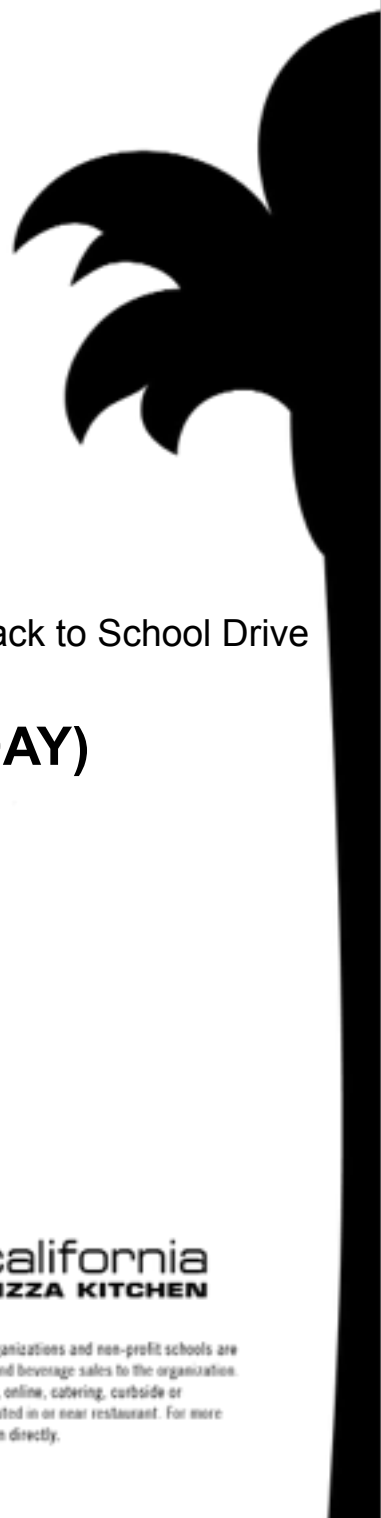 ack to School Drive
AY)
california
IZZA KITCHEN
ganizations and non-profit schools are
nd beverage sales to the organization.
, online, catering, curbside or
ted in or near restaurant. For more
n directly.